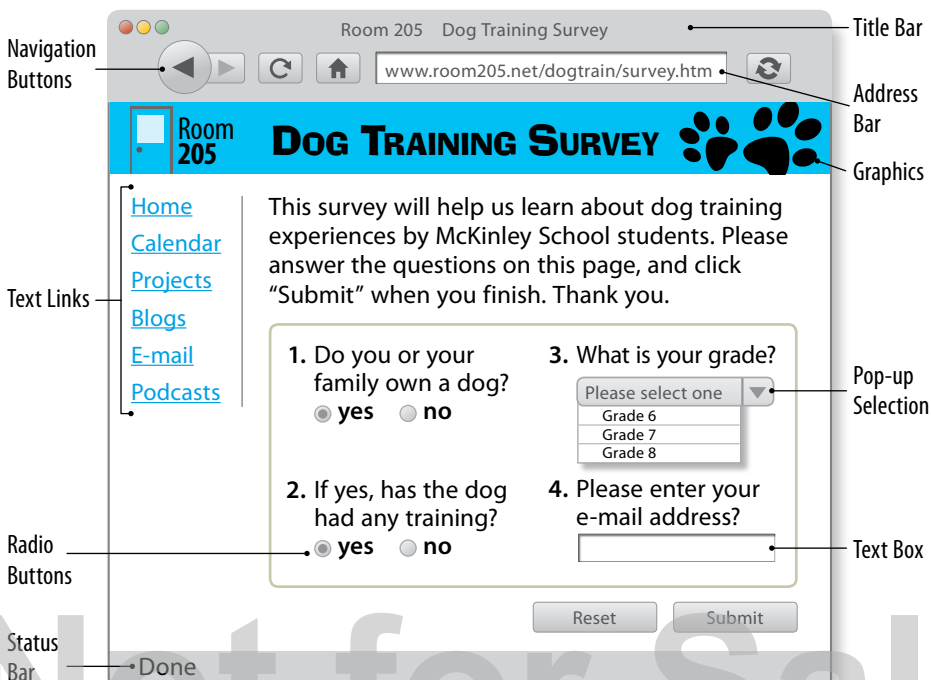 Room 205 Dog Training Survey
Title Bar
Navigation
Buttons
www.room205.net/dogtrain/survey.htm
Address
Bar
Room
205
DOG TRAINING SURVEY
Graphics
Text Links
Home
Calendar
Projects
Blogs
E-mail
Podcasts
This survey will help us learn about dog training
experiences by McKinley School students. Please
answer the questions on this page, and click
“Submit” when you finish. Thank you.
1. Do you or your
family own a dog?
yes no
3. What is your grade?
Please select one
Grade 6
Grade 7
Grade 8
Pop-up
Selection
2. If yes, has the dog
had any training?
yes no
Radio
Buttons
4. Please enter your
e-mail address?
Text Box
Reset Submit
Status
Bar
Done
Not for Sal